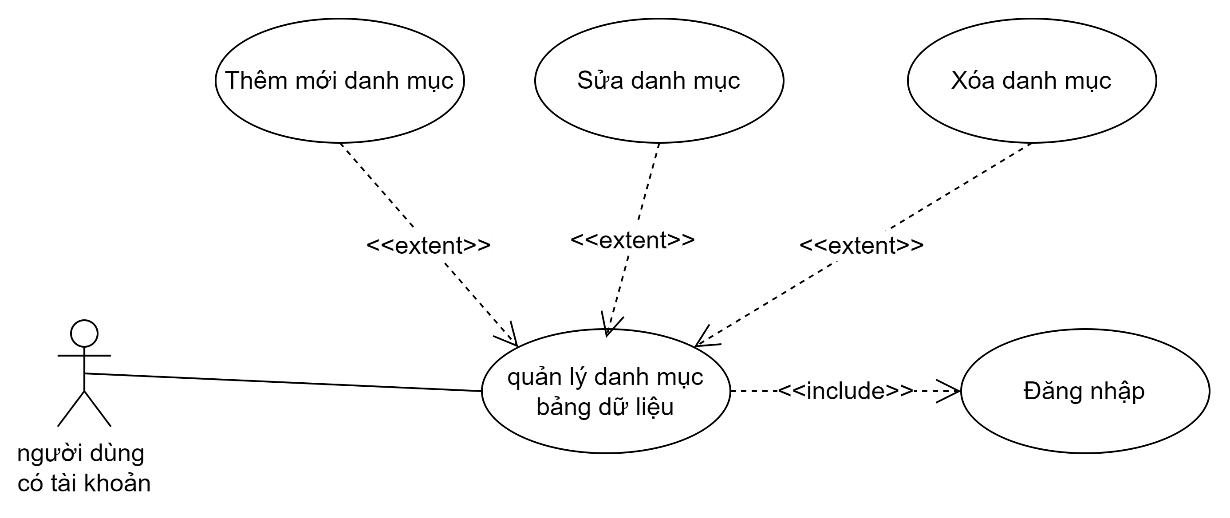 Thêm mới danh mục
Sửa danh mục
Xóa danh mục
<<extent>>
<<extent>>
<<extent>>
quản lý danh mục
bảng dữ liệu
<<include>>
Đăng nhập
người dùng
có tài khoản